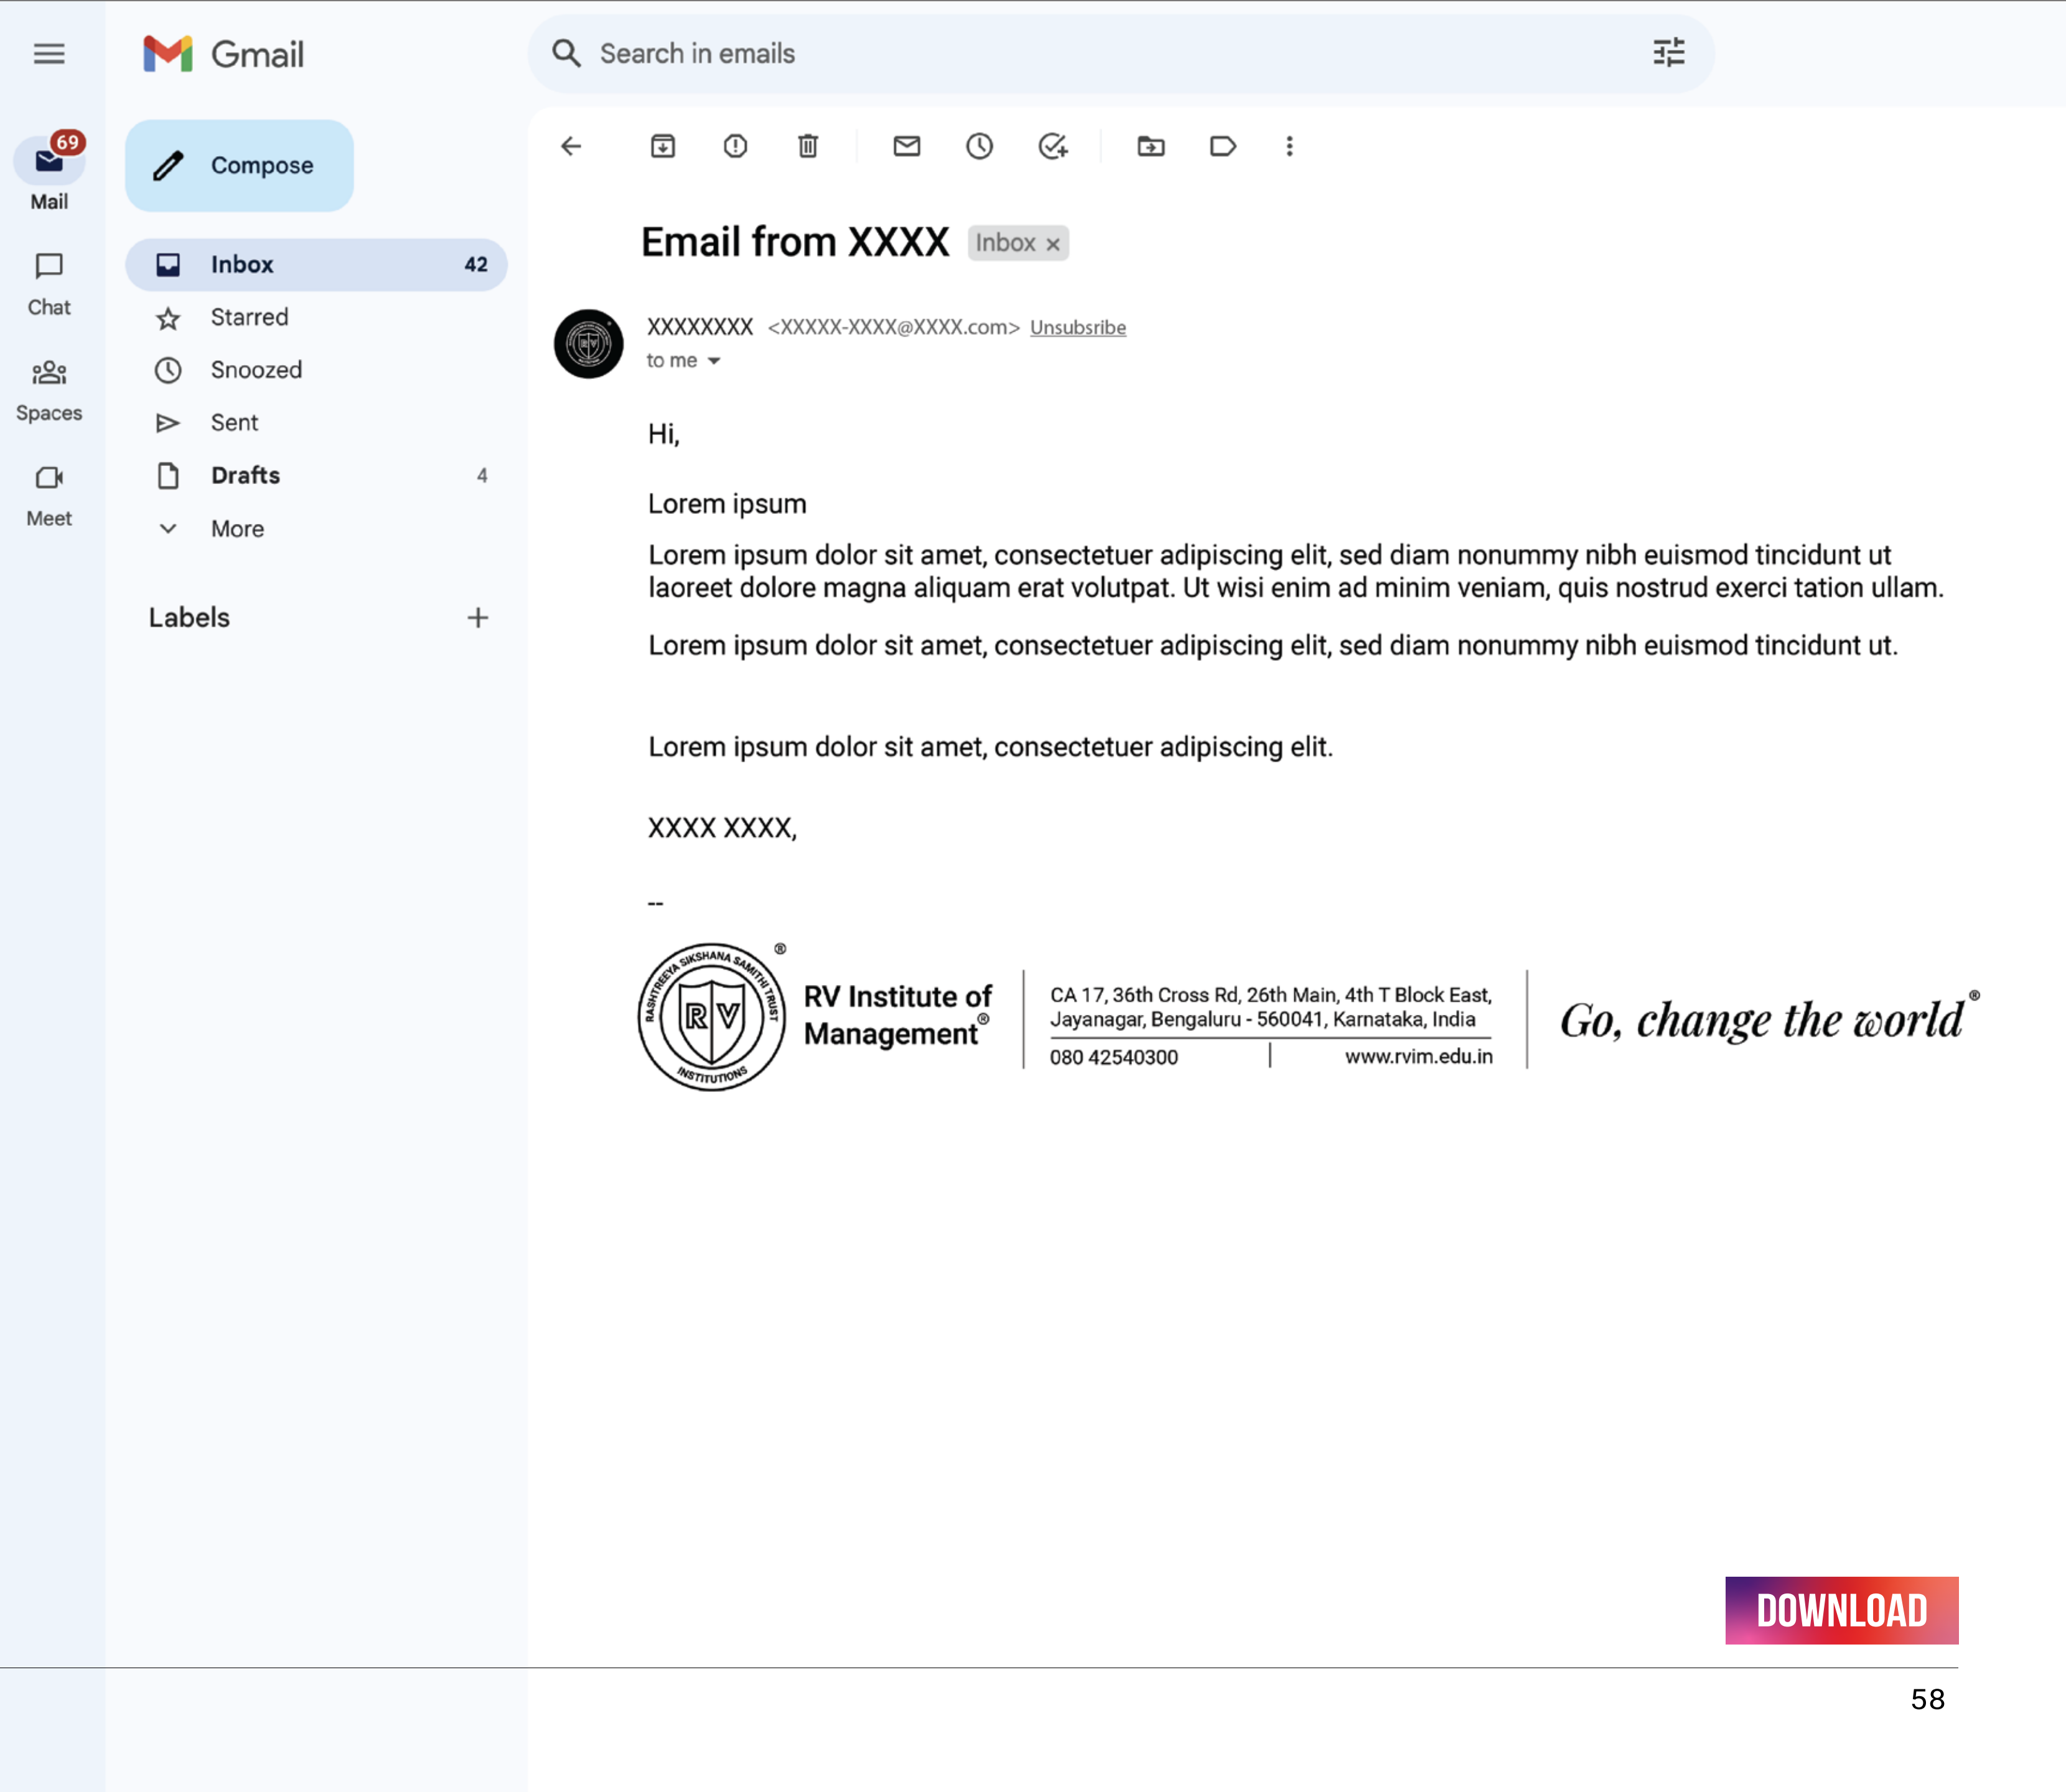 Gmail
Search in emails
69
Mail
Chat
Spaces
Meet
Compose
Inbox 42
Starred
Snoozed
Sent
Drafts 4
More
Labels
Email from XXXX Inbox ×
XXXXXXXX <XXXXX-XXXX@XXXX.com> Unsubsribe
to me
Hi,
Lorem ipsum
Lorem ipsum dolor sit amet, consectetuer adipiscing elit, sed diam nonummy nibh euismod tincidunt ut
laoreet dolore magna aliquam erat volutpat. Ut wisi enim ad minim veniam, quis nostrud exerci tation ullam.
Lorem ipsum dolor sit amet, consectetuer adipiscing elit, sed diam nonummy nibh euismod tincidunt ut.
Lorem ipsum dolor sit amet, consectetuer adipiscing elit.
XXXX XXXX,
--
RASHTREEYA SIKSHANA SAMITHI TRUST
RV
INSTITUTIONS
®
RV Institute of
Management®
CA 17, 36th Cross Rd, 26th Main, 4th T Block East,
Jayanagar, Bengaluru - 560041, Karnataka, India
080 42540300 | www.rvim.edu.in
Go, change the world®
DOWNLOAD
58